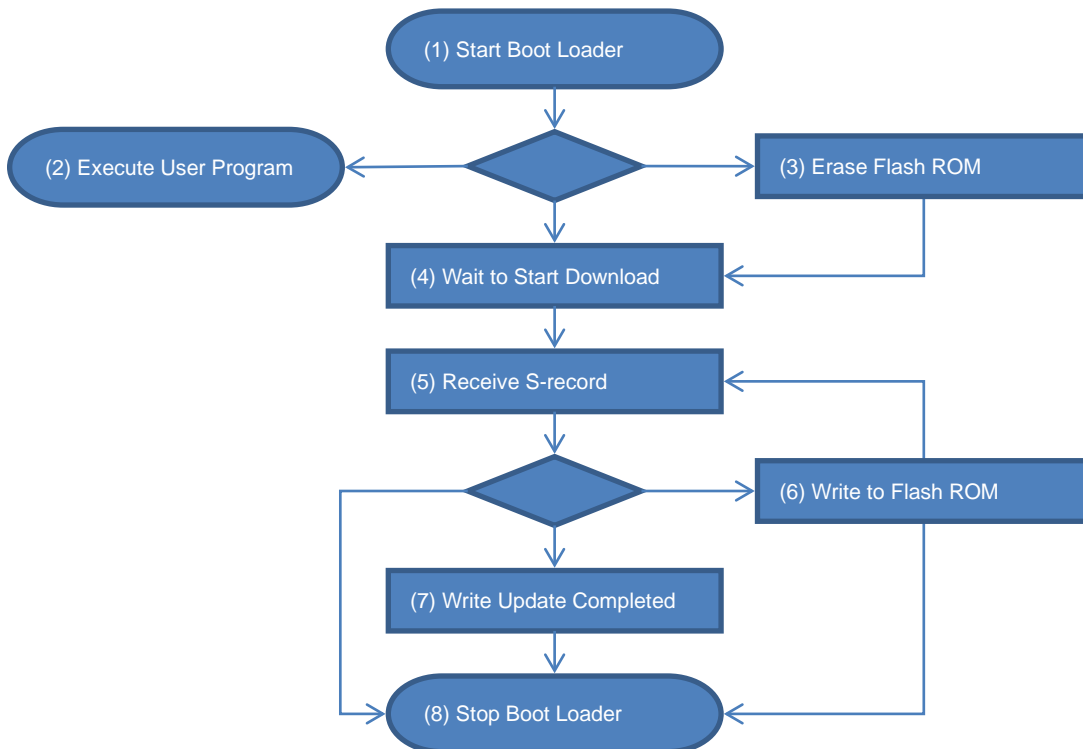 (1) Start Boot Loader
(2) Execute User Program
(3) Erase Flash ROM
(4) Wait to Start Download
(5) Receive S-record
(6) Write to Flash ROM
(7) Write Update Completed
(8) Stop Boot Loader